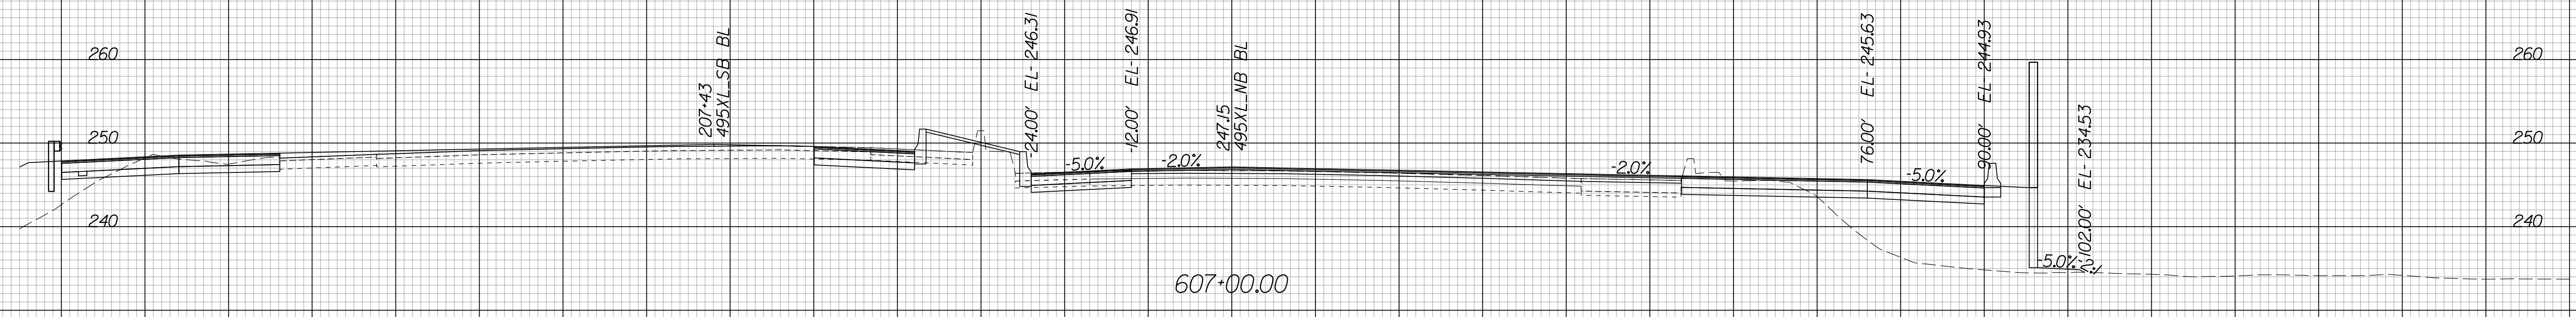 260
250
240
207+43
495XL_SB BL
-24.00' EL- 246.31
-5.0%
-12.00' EL- 246.91
-2.0%
247.15
495XL_NB BL
607+00.00
-2.0%
76.00' EL- 245.63
-5.0%
90.00' EL- 244.93
-5.0%
102.00' EL- 234.53
260
250
240